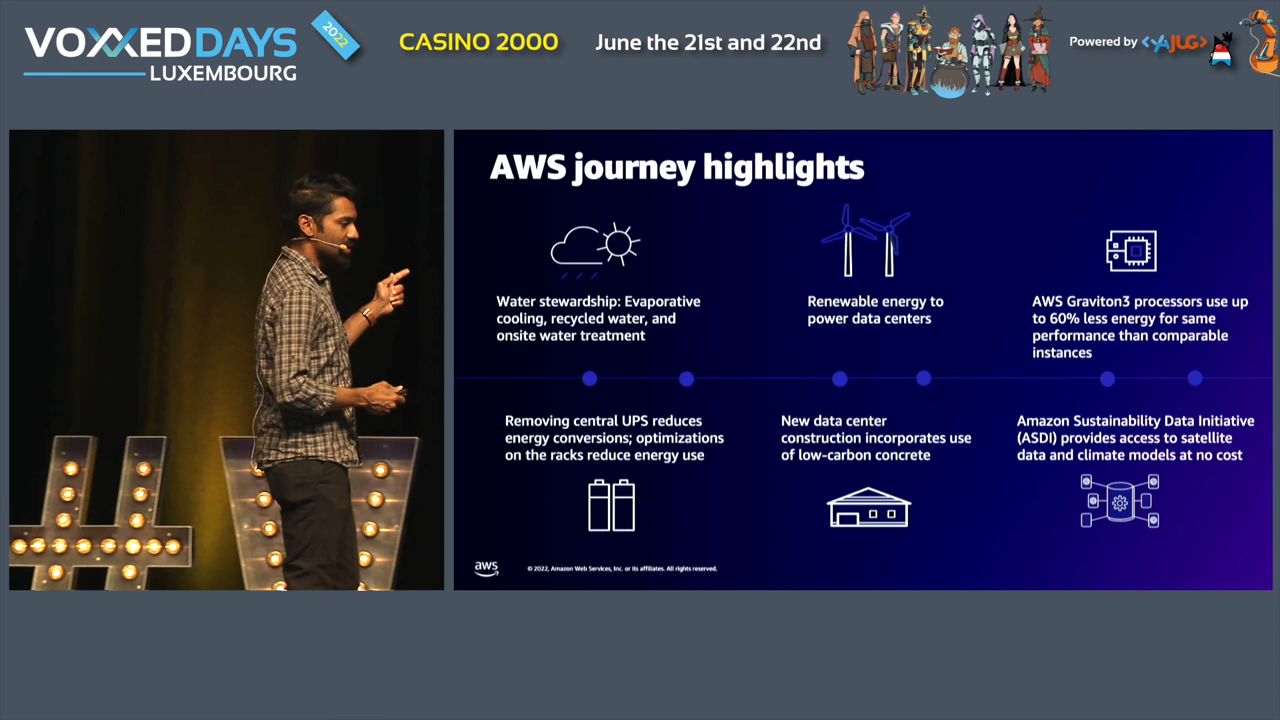 VOXXEDDAYS
LUXEMBOURG
2022
CASINO 2000
June the 21st and 22nd
Powered by <YAJUG>
AWS journey highlights
Water stewardship: Evaporative
cooling, recycled water, and
onsite water treatment
Renewable energy to
power data centers
AWS Graviton3 processors use up
to 60% less energy for same
performance than comparable
instances
Removing central UPS reduces
energy conversions; optimizations
on the racks reduce energy use
New data center
construction incorporates use
of low-carbon concrete
Amazon Sustainability Data Initiative
(ASDI) provides access to satellite
data and climate models at no cost
aws
© 2022, Amazon Web Services, Inc. or its affiliates. All rights reserved.
#V